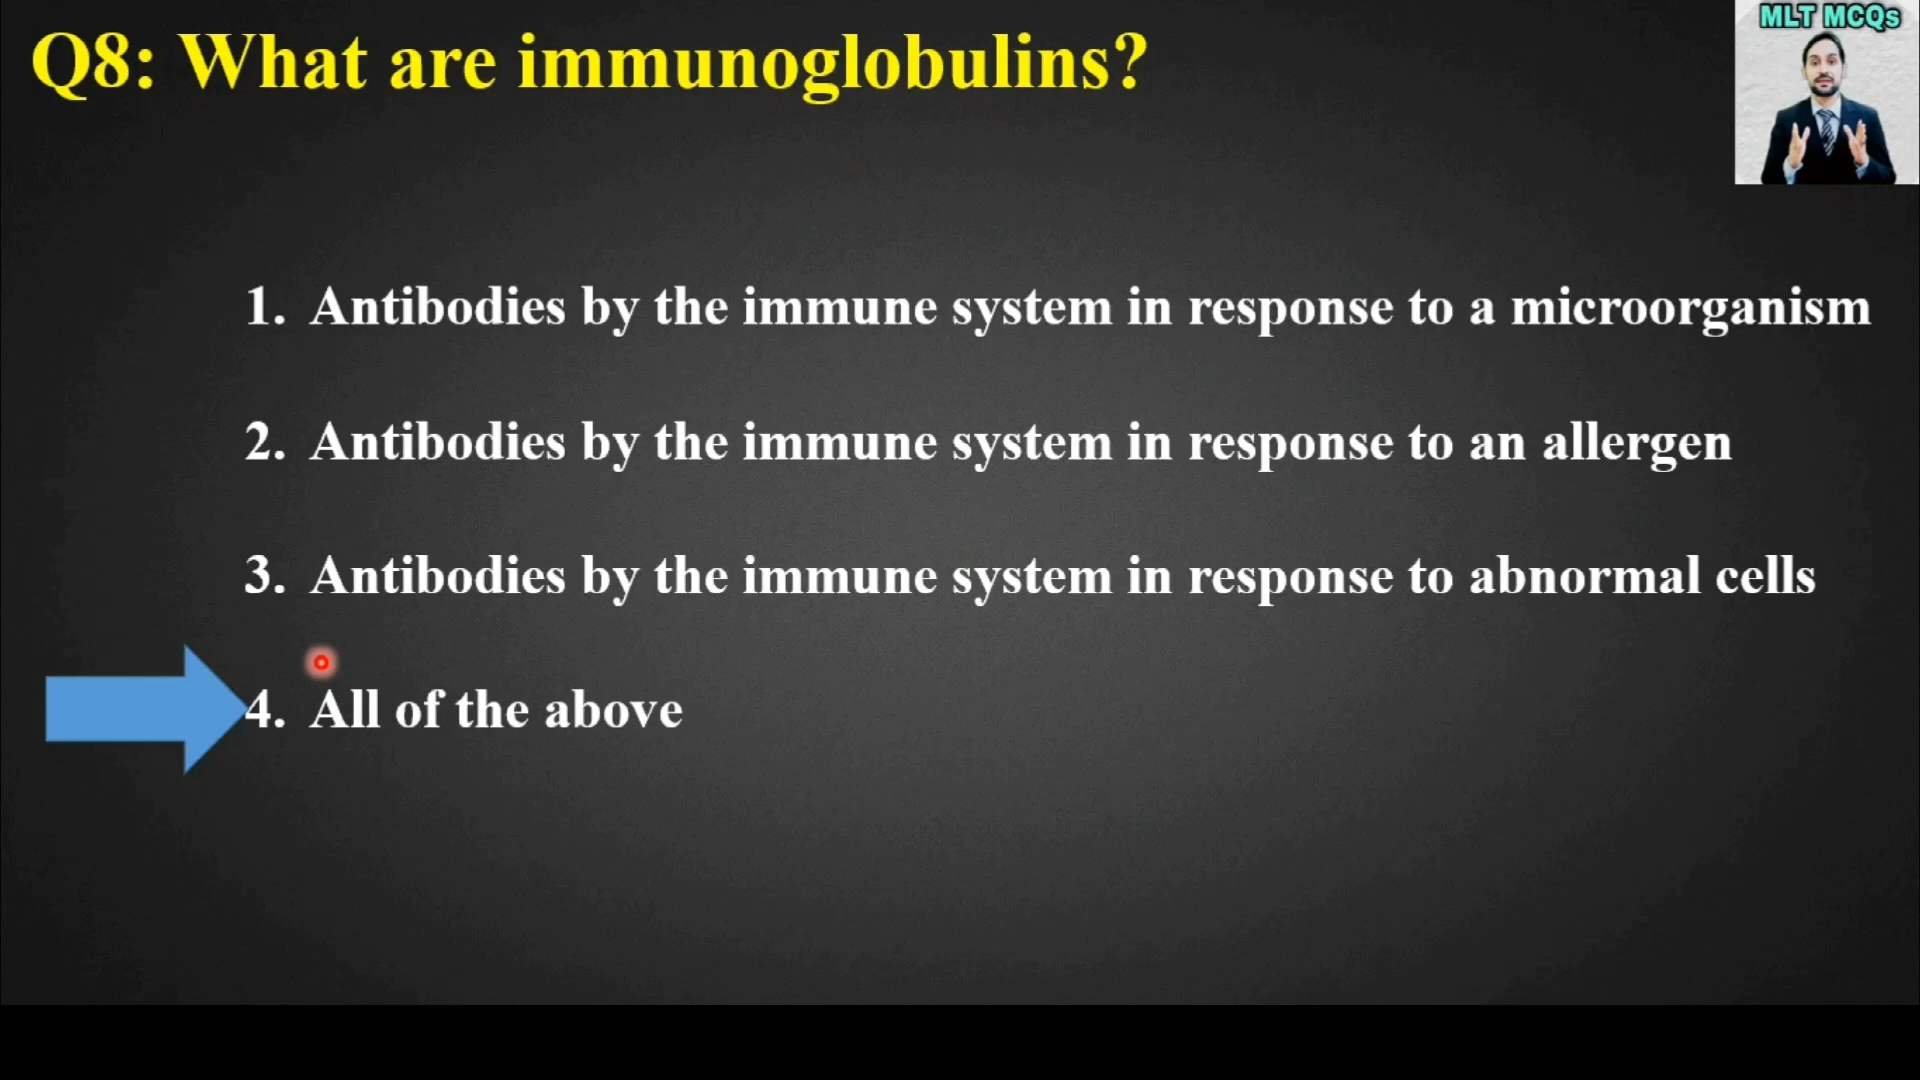 MLT MCQs
Q8: What are immunoglobulins?
1. Antibodies by the immune system in response to a microorganism
2. Antibodies by the immune system in response to an allergen
3. Antibodies by the immune system in response to abnormal cells
4. All of the above